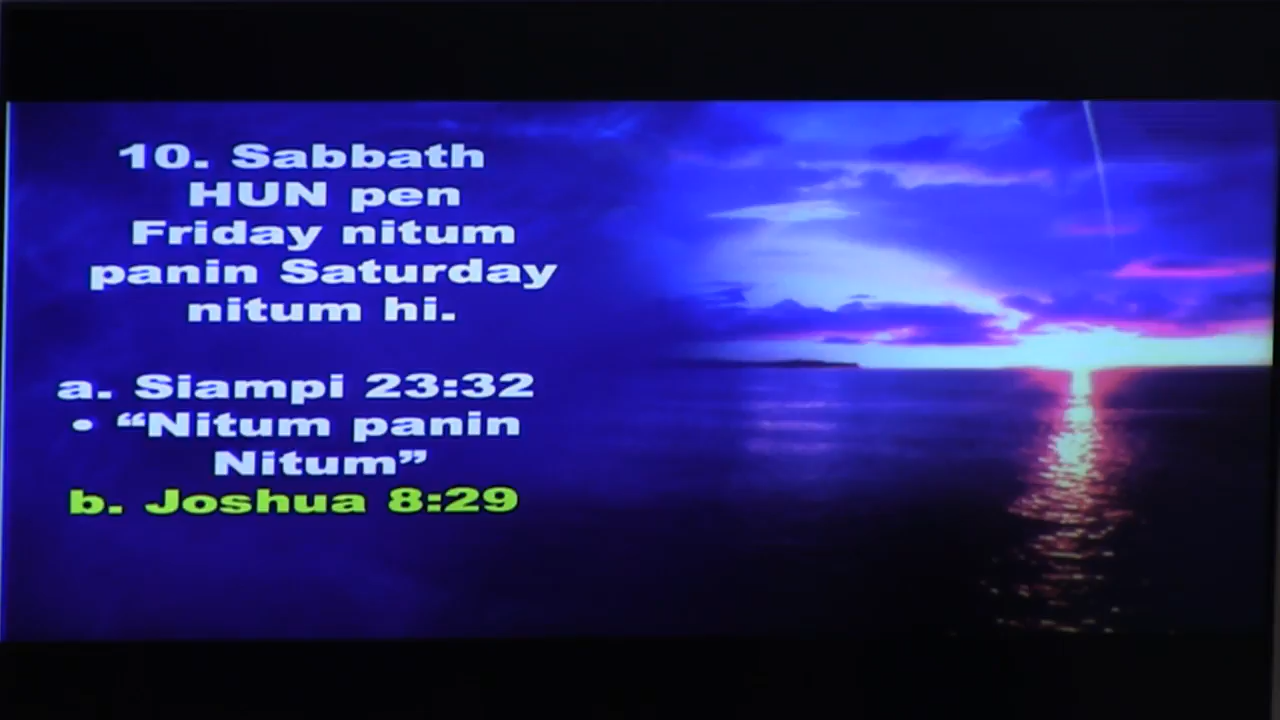 10. Sabbath
HUN pen
Friday nitum
panin Saturday
nitum hi.
a. Siampi 23:32
• “Nitum panin
Nitum”
b. Joshua 8:29